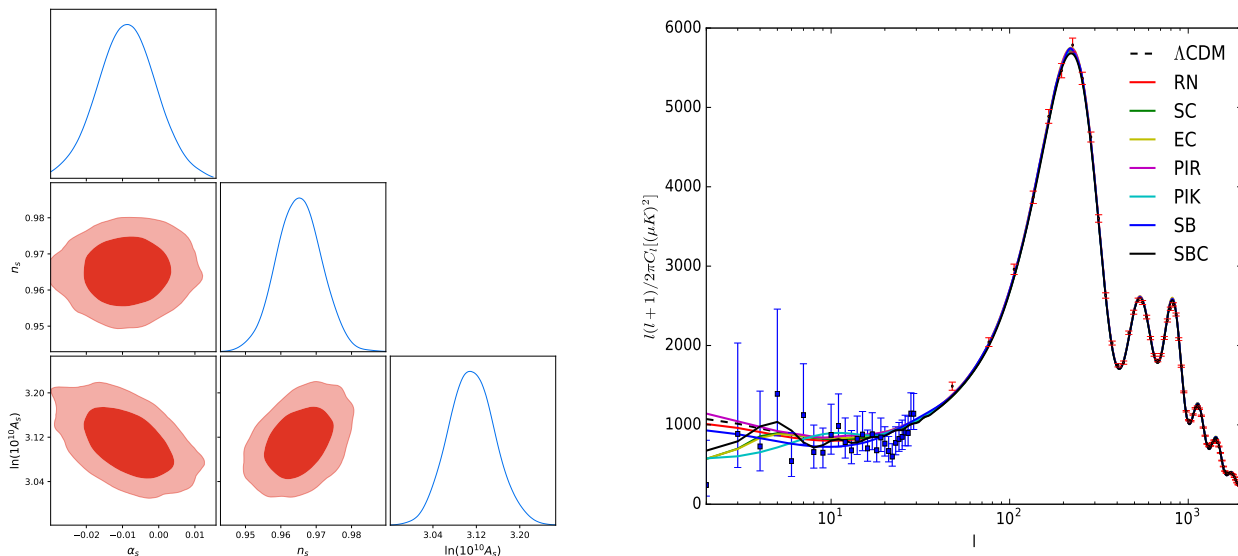 n_s
0.98
0.97
0.96
0.95
ln(10^{10}A_s)
3.20
3.12
3.04
−0.02 −0.01 0.00 0.01
α_s
0.95 0.96 0.97 0.98
n_s
3.04 3.12 3.20
ln(10^{10}A_s)
l(l + 1)/2πC_l[(μK)^2]
6000
5000
4000
3000
2000
1000
0
10^1 10^2 10^3
l
ΛCDM
RN
SC
EC
PIR
PIK
SB
SBC